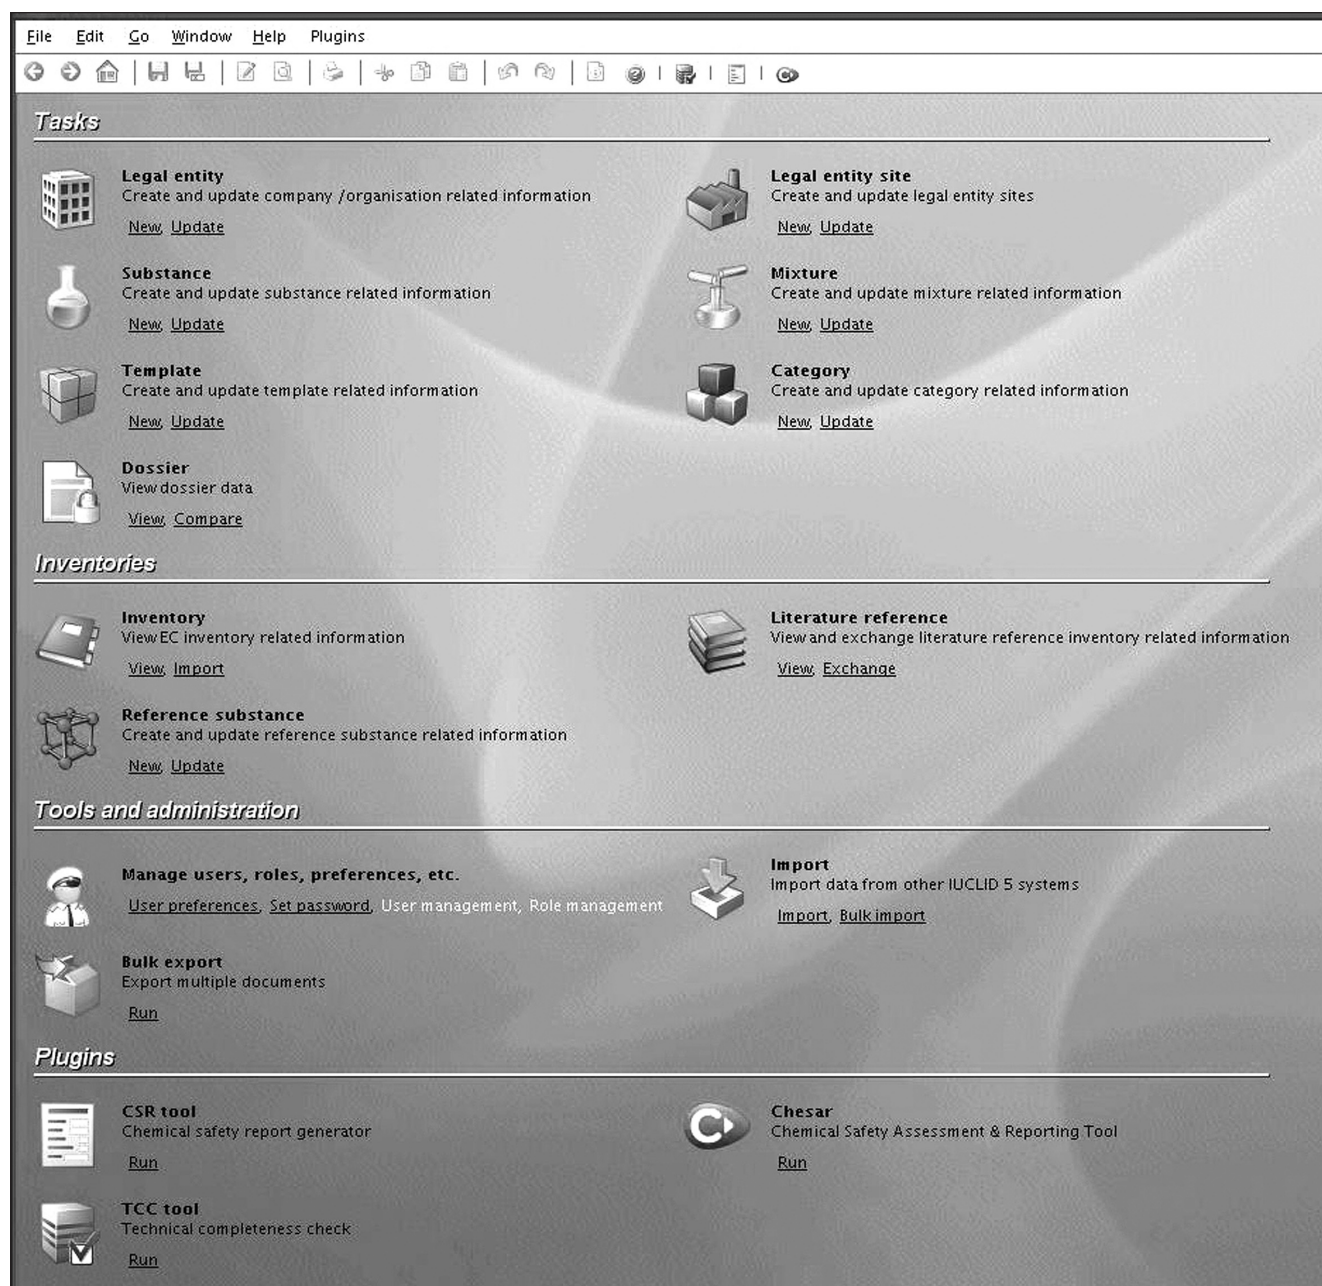 File Edit Go Window Help Plugins
Tasks
Legal entity
Create and update company /organisation related information
New, Update
Legal entity site
Create and update legal entity sites
New, Update
Substance
Create and update substance related information
New, Update
Mixture
Create and update mixture related information
New, Update
Template
Create and update template related information
New, Update
Category
Create and update category related information
New, Update
Dossier
View dossier data
View, Compare
Inventories
Inventory
View EC inventory related information
View, Import
Literature reference
View and exchange literature reference inventory related information
View, Exchange
Reference substance
Create and update reference substance related information
New, Update
Tools and administration
Manage users, roles, preferences, etc.
User preferences, Set password, User management, Role management
Import
Import data from other IUCLID 5 systems
Import, Bulk import
Bulk export
Export multiple documents
Run
Plugins
CSR tool
Chemical safety report generator
Run
Chesar
Chemical Safety Assessment & Reporting Tool
Run
TCC tool
Technical completeness check
Run